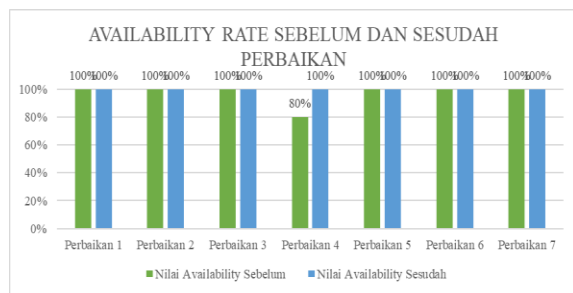 AVAILABILITY RATE SEBELUM DAN SESUDAH
PERBAIKAN
100% 100% 100% 100% 100% 100% 100% 100% 100% 100% 100% 100% 100%
100%
80%
80%
60%
40%
20%
0%
Perbaikan 1 Perbaikan 2 Perbaikan 3 Perbaikan 4 Perbaikan 5 Perbaikan 6 Perbaikan 7
Nilai Availability Sebelum Nilai Availability Sesudah